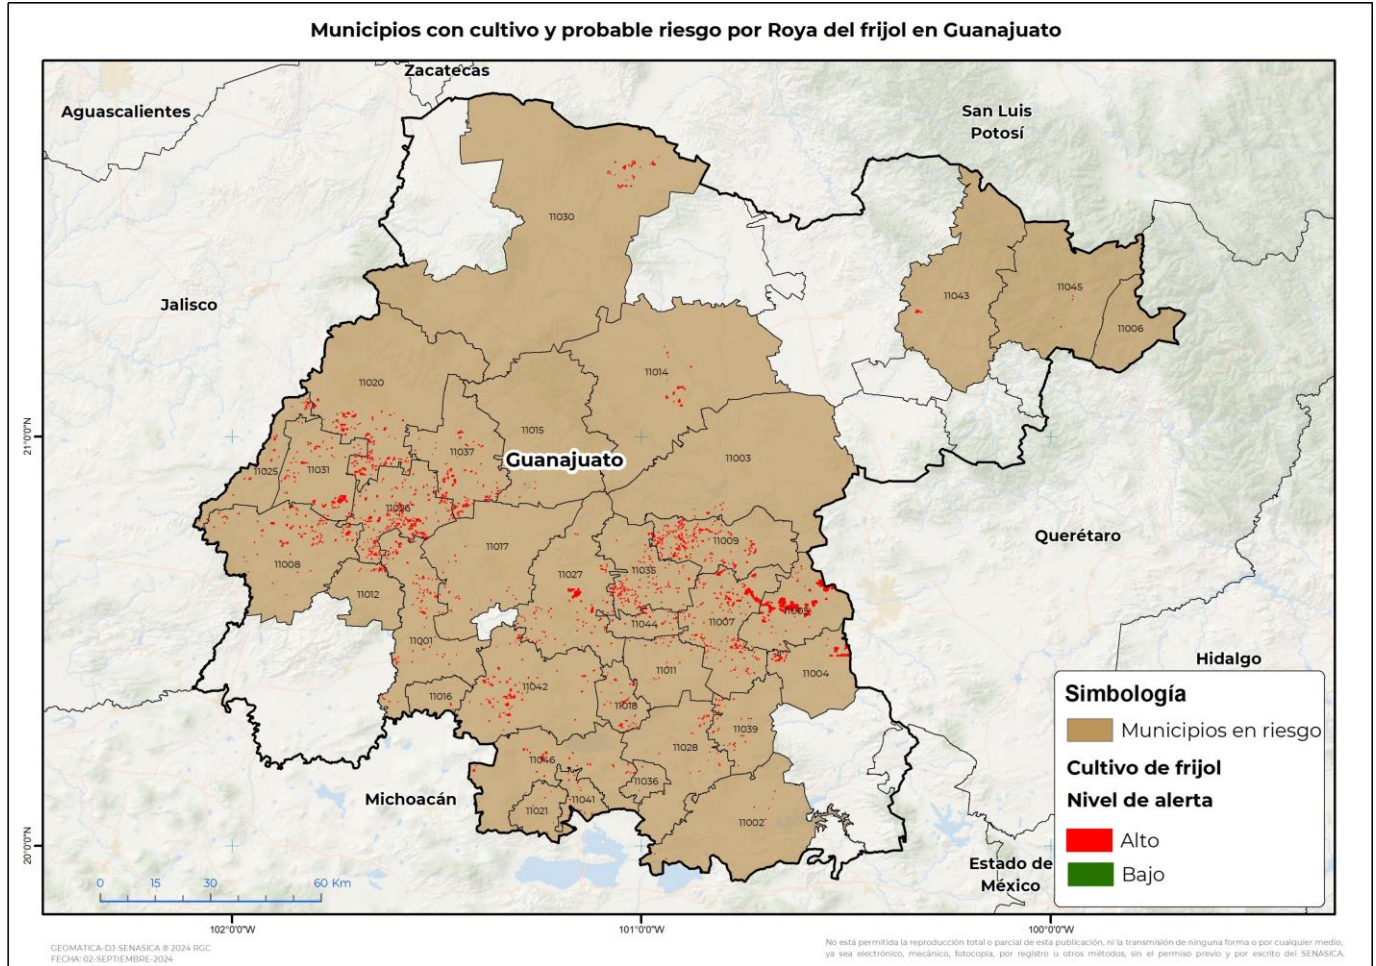 Municipios con cultivo y probable riesgo por Roya del frijol en Guanajuato
Zacatecas
Aguascalientes
San Luis
Potosí
11030
Jalisco
11043
11045
11006
11020
11014
11015
11003
21°0'0"N
11037
Guanajuato
11025
11031
11026
11009
Querétaro
11017
11035
11008
11027
11012
11005
11044
11007
11001
11011
11004
Hidalgo
11042
11016
11018
11039
11028
11046
11036
Michoacán
11041
11021
11002
20°0'0"N
Estado de
México
Simbología
Municipios en riesgo
Cultivo de frijol
Nivel de alerta
Alto
Bajo
0 15 30 60 Km
102°0'0"W 101°0'0"W 100°0'0"W
GEOMATICA-DJ-SENASICA ® 2024 RGC
FECHA: 02-SEPTIEMBRE-2024
No está permitida la reproducción total o parcial de esta publicación, ni la transmisión de ninguna forma o por cualquier medio,
ya sea electrónico, mecánico, fotocopia, por registro u otros métodos, sin el permiso previo y por escrito del SENASICA.